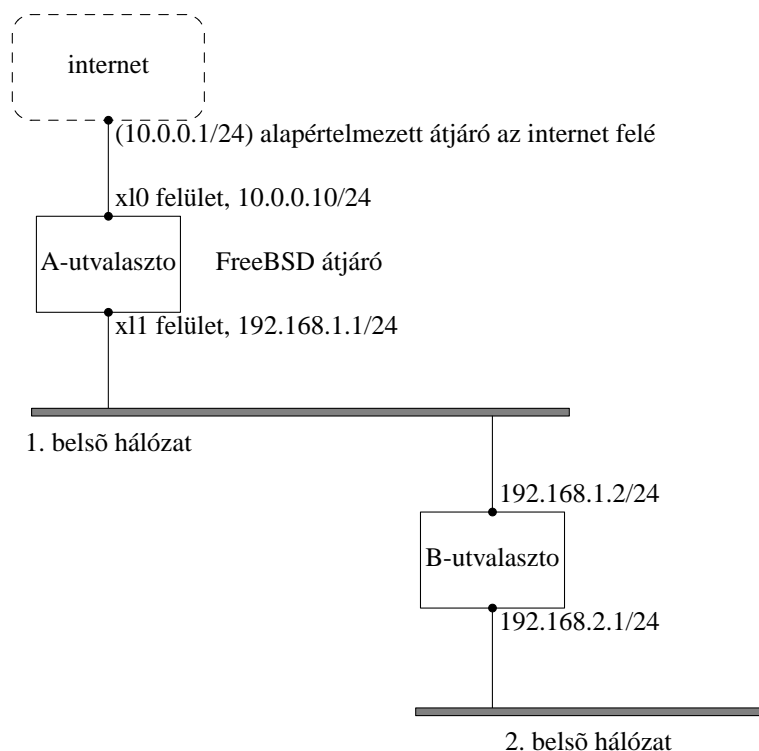 internet
(10.0.0.1/24) alapértelmezett átjáró az internet felé
xl0 felület, 10.0.0.10/24
A-utvalaszto
FreeBSD átjáró
xl1 felület, 192.168.1.1/24
1. belsõ hálózat
192.168.1.2/24
B-utvalaszto
192.168.2.1/24
2. belsõ hálózat